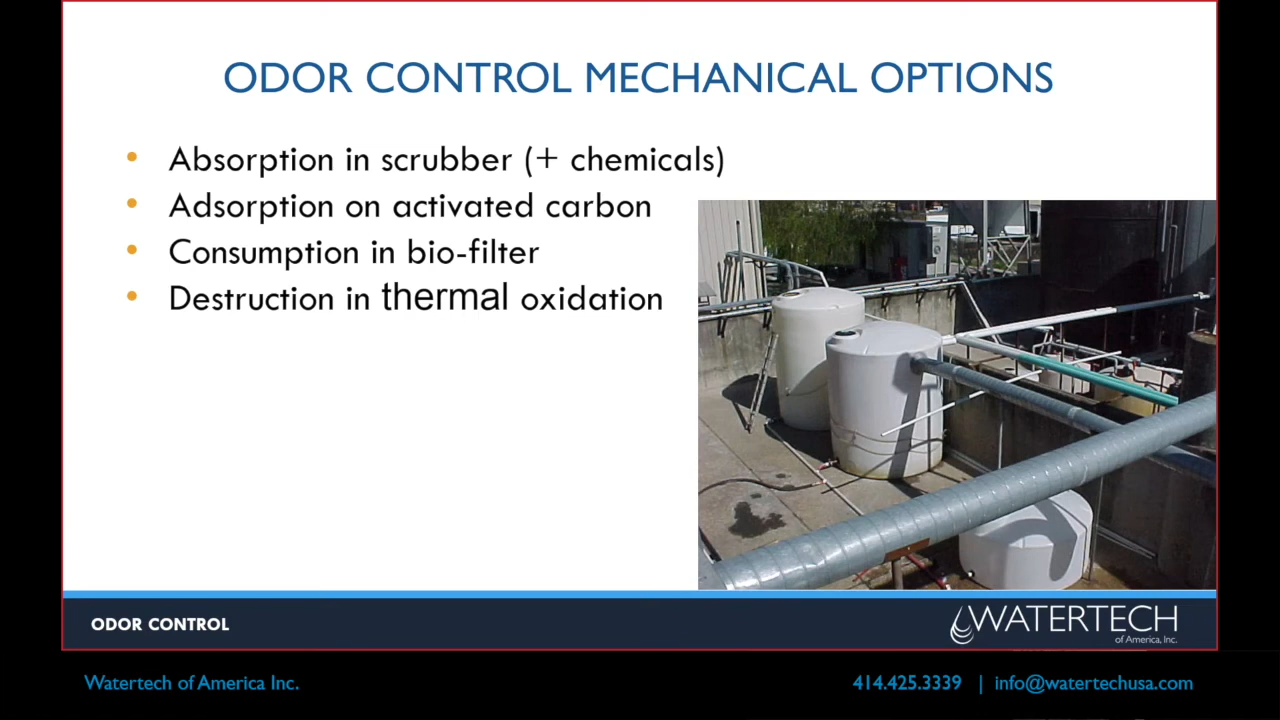 ODOR CONTROL MECHANICAL OPTIONS
• Absorption in scrubber (+ chemicals)
• Adsorption on activated carbon
• Consumption in bio-filter
• Destruction in thermal oxidation
ODOR CONTROL
WATERTECH
of America, Inc.
Watertech of America Inc.
414.425.3339 | info@watertechusa.com